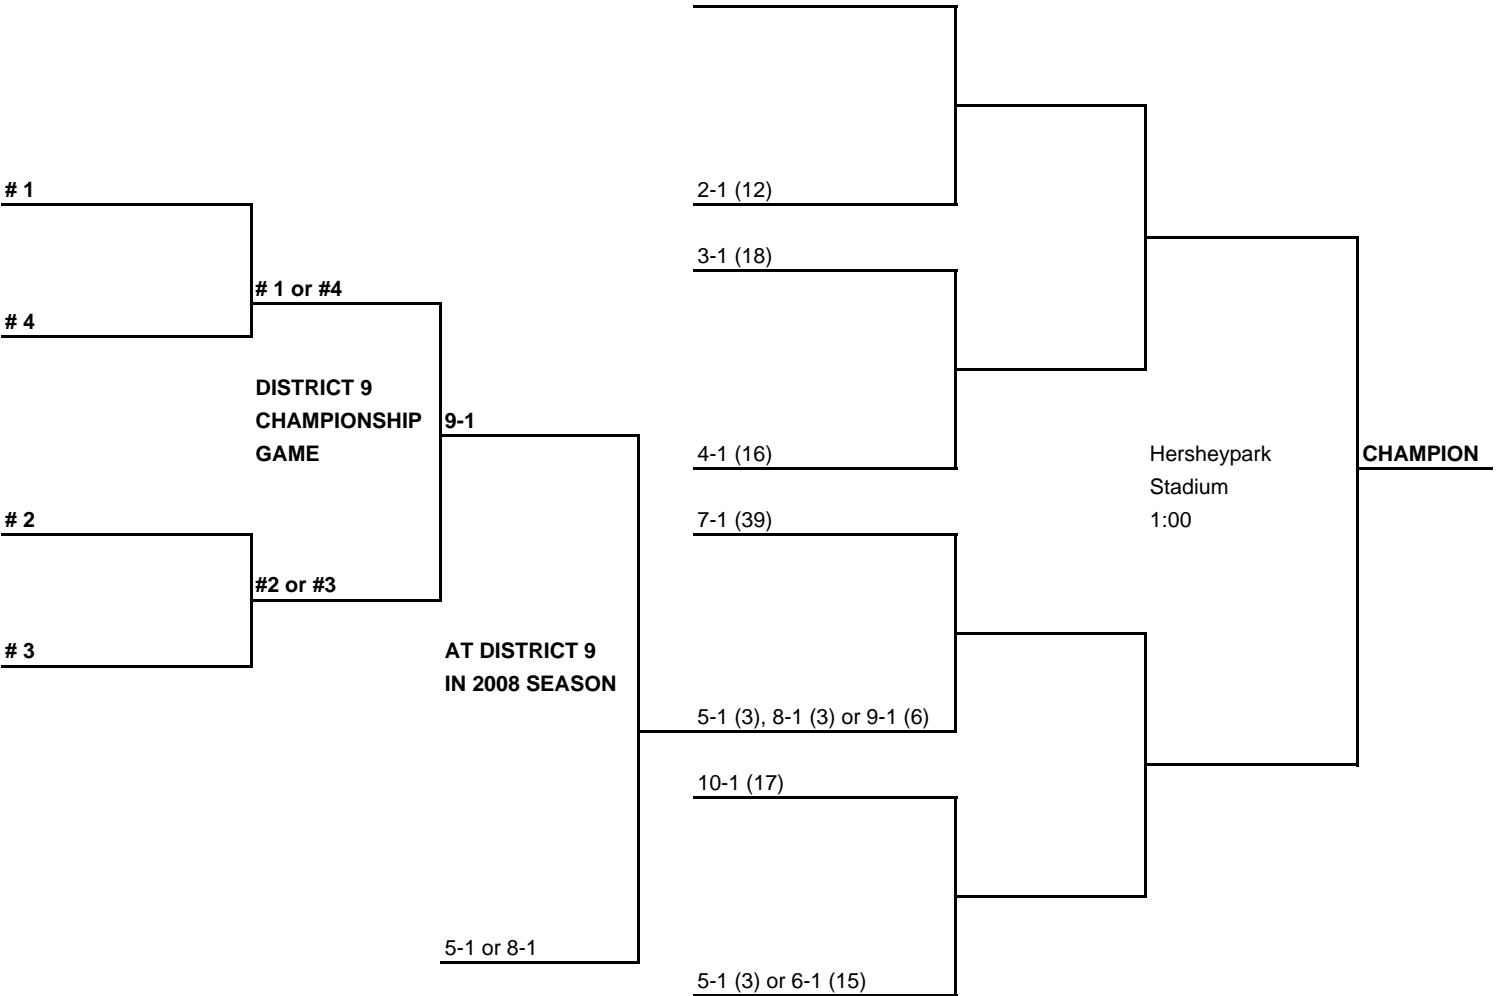 # 1
# 4
# 1 or #4
DISTRICT 9
CHAMPIONSHIP
GAME
# 2
#2 or #3
# 3
9-1
AT DISTRICT 9
IN 2008 SEASON
5-1 or 8-1
2-1 (12)
3-1 (18)
4-1 (16)
7-1 (39)
5-1 (3), 8-1 (3) or 9-1 (6)
10-1 (17)
5-1 (3) or 6-1 (15)
Hersheypark
Stadium
1:00
CHAMPION